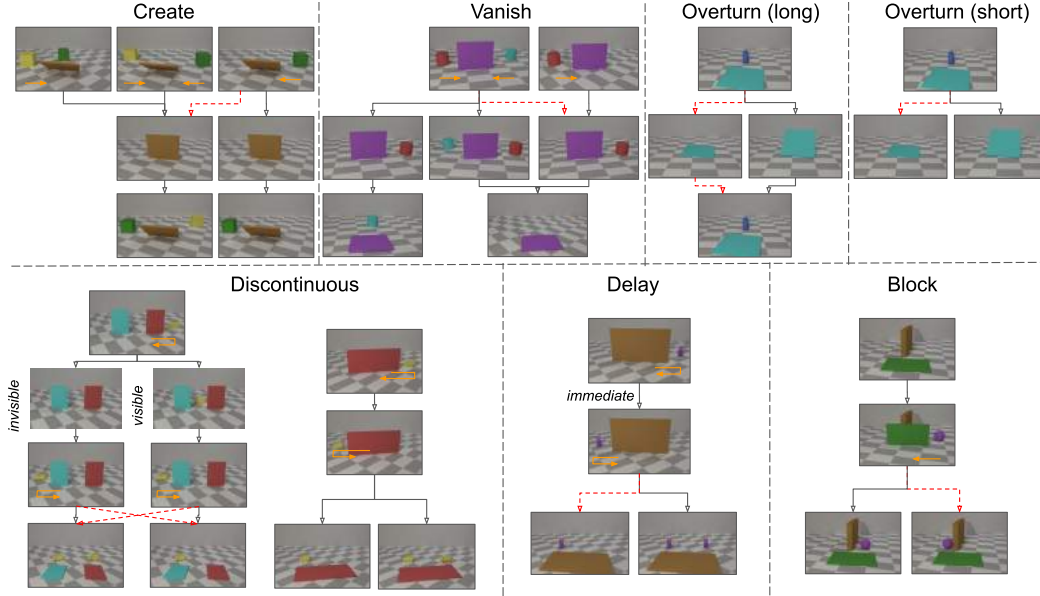 Create
Vanish
Overturn (long)
Overturn (short)
Discontinuous
Delay
Block
invisible
visible
immediate